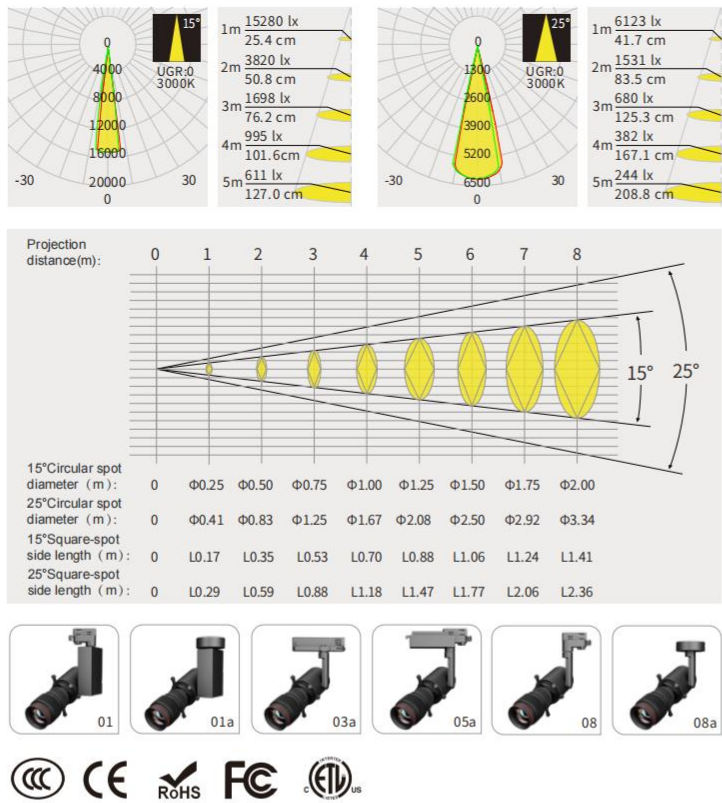 0
4000
8000
12000
16000
20000
0
-30
30
15°
UGR:0
3000K
1m
15280 lx
25.4 cm
2m
3820 lx
50.8 cm
3m
1698 lx
76.2 cm
4m
995 lx
101.6cm
5m
611 lx
127.0 cm
0
1300
2600
3900
5200
6500
0
-30
30
25°
UGR:0
3000K
1m
6123 lx
41.7 cm
2m
1531 lx
83.5 cm
3m
680 lx
125.3 cm
4m
382 lx
167.1 cm
5m
244 lx
208.8 cm
Projection
distance(m): 0 1 2 3 4 5 6 7 8
15° 25°
15°Circular spot
diameter（m）: 0 Φ0.25 Φ0.50 Φ0.75 Φ1.00 Φ1.25 Φ1.50 Φ1.75 Φ2.00
25°Circular spot
diameter（m）: 0 Φ0.41 Φ0.83 Φ1.25 Φ1.67 Φ2.08 Φ2.50 Φ2.92 Φ3.34
15°Square-spot
side length（m）: 0 L0.17 L0.35 L0.53 L0.70 L0.88 L1.06 L1.24 L1.41
25°Square-spot
side length（m）: 0 L0.29 L0.59 L0.88 L1.18 L1.47 L1.77 L2.06 L2.36
01 01a 03a 05a 08 08a
CCC CE RoHS FC INTERTEK c ETL us LISTED